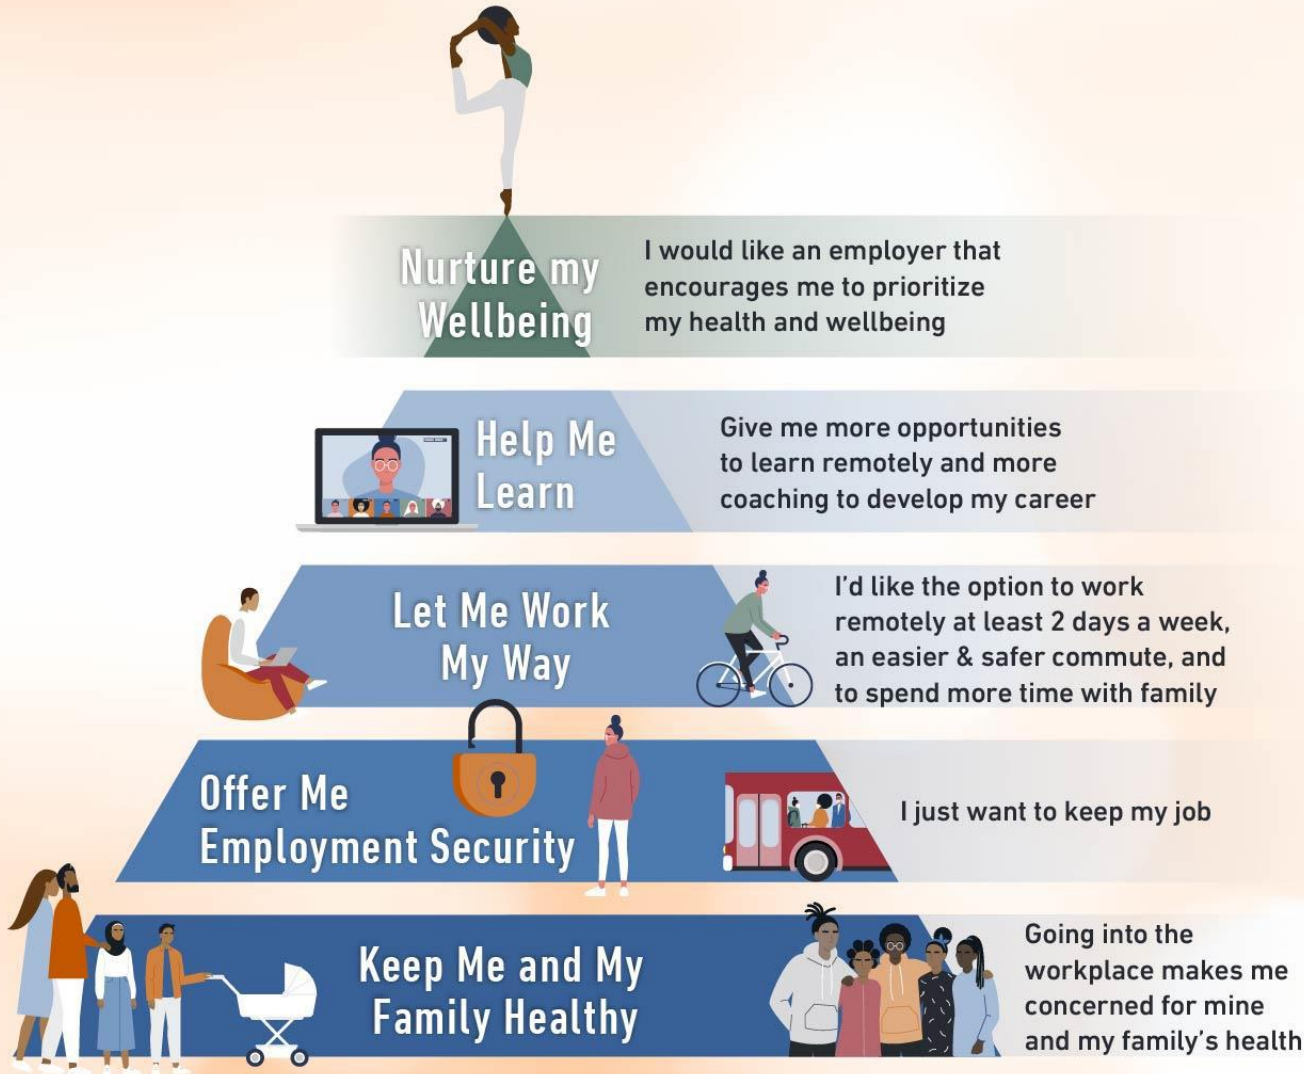 Nurture my
Wellbeing
I would like an employer that
encourages me to prioritize
my health and wellbeing
Help Me
Learn
Give me more opportunities
to learn remotely and more
coaching to develop my career
Let Me Work
My Way
I'd like the option to work
remotely at least 2 days a week,
an easier & safer commute, and
to spend more time with family
Offer Me
Employment Security
I just want to keep my job
Keep Me and My
Family Healthy
Going into the
workplace makes me
concerned for mine
and my family's health